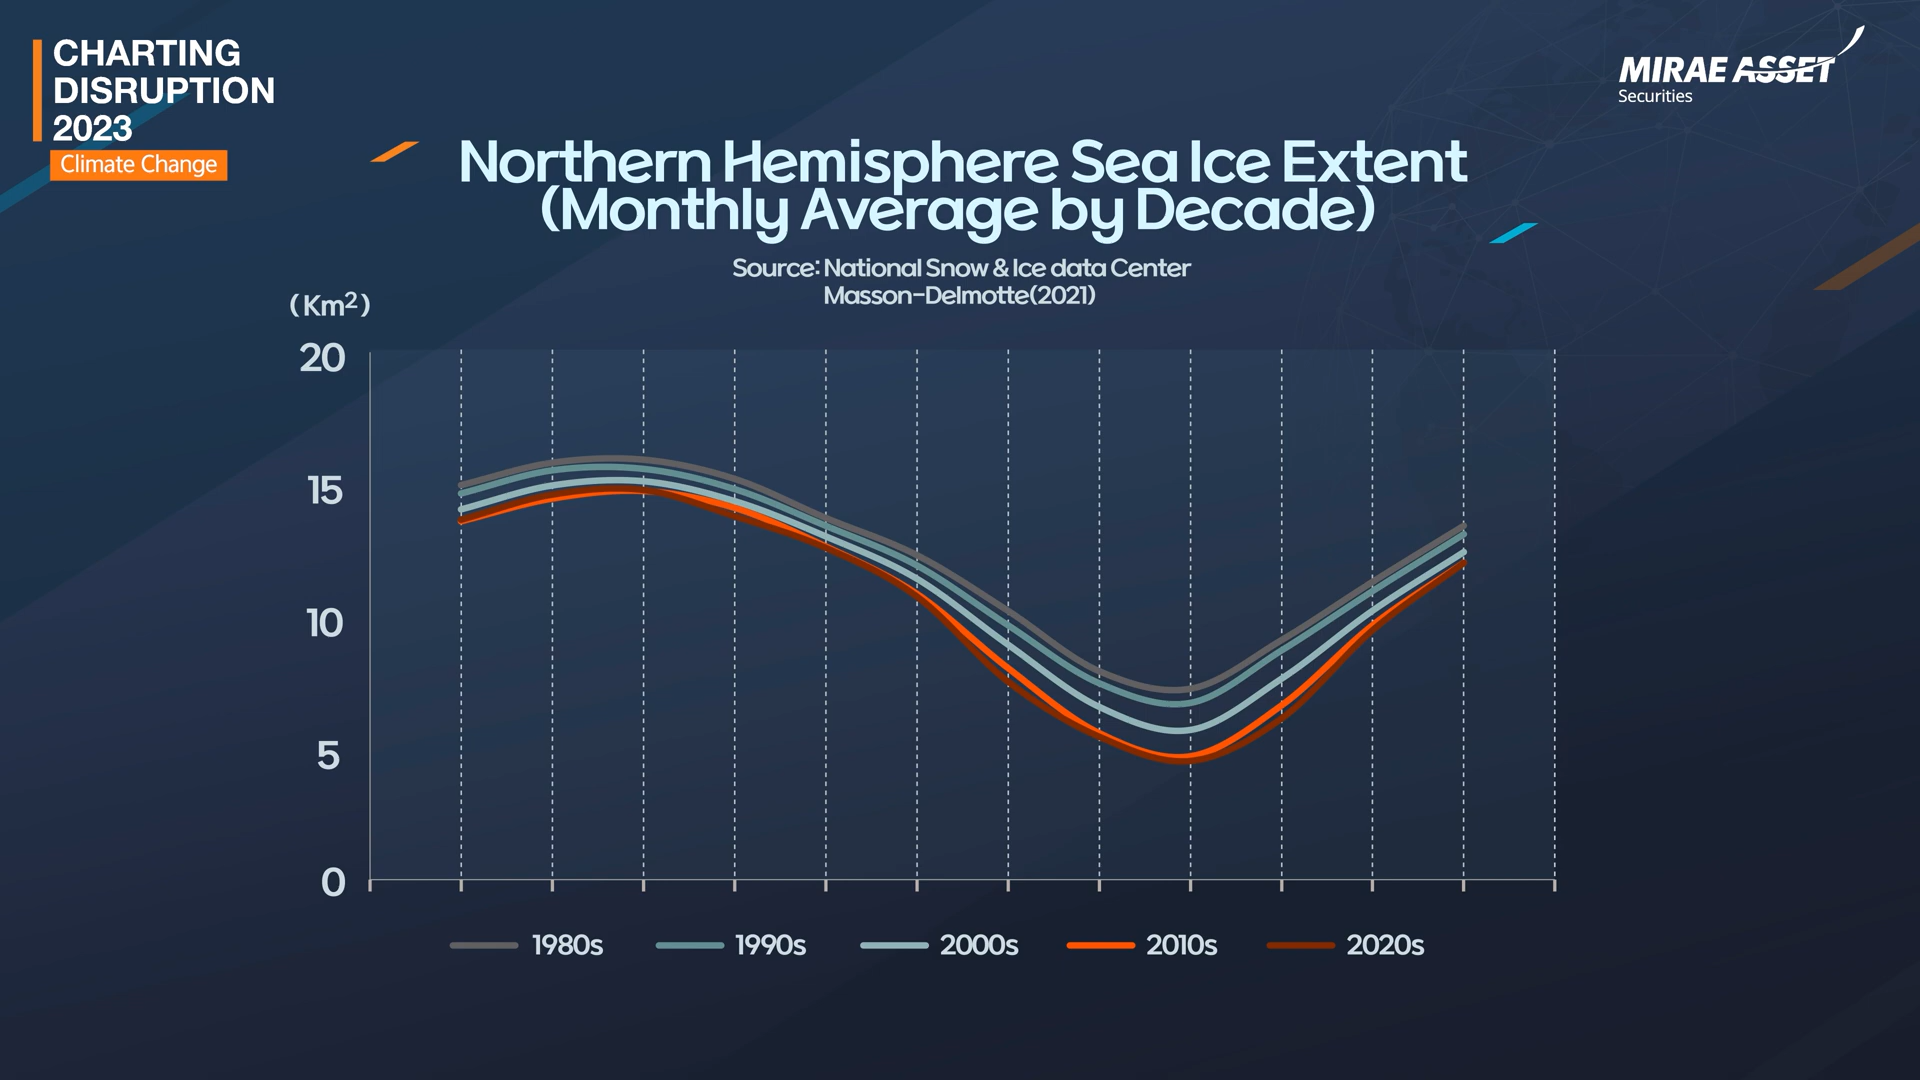 CHARTING
DISRUPTION
2023
Climate Change
MIRAE ASSET
Securities
Northern Hemisphere Sea Ice Extent
(Monthly Average by Decade)
Source: National Snow & Ice data Center
Masson-Delmotte(2021)
(Km²)
20
15
10
5
0
1980s 1990s 2000s 2010s 2020s